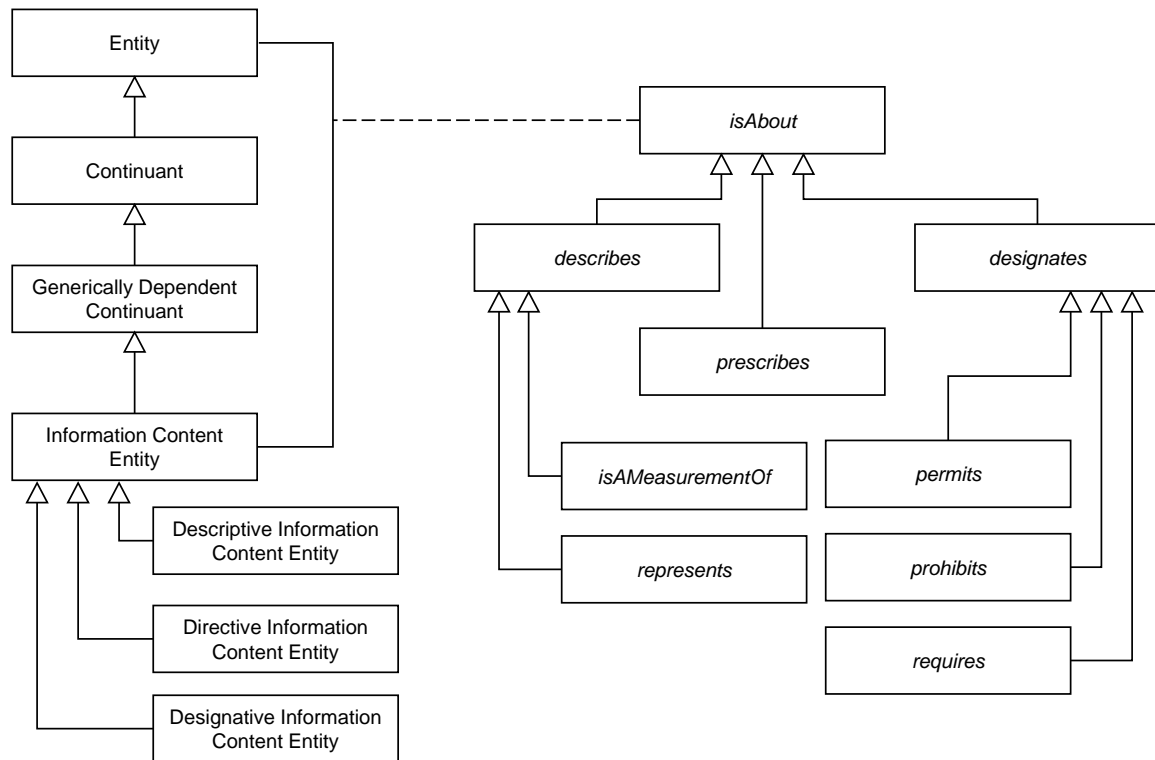 Entity
Continuant
Generically Dependent
Continuant
Information Content
Entity
Descriptive Information
Content Entity
Directive Information
Content Entity
Designative Information
Content Entity
isAbout
describes
designates
prescribes
isAMeasurementOf
permits
represents
prohibits
requires